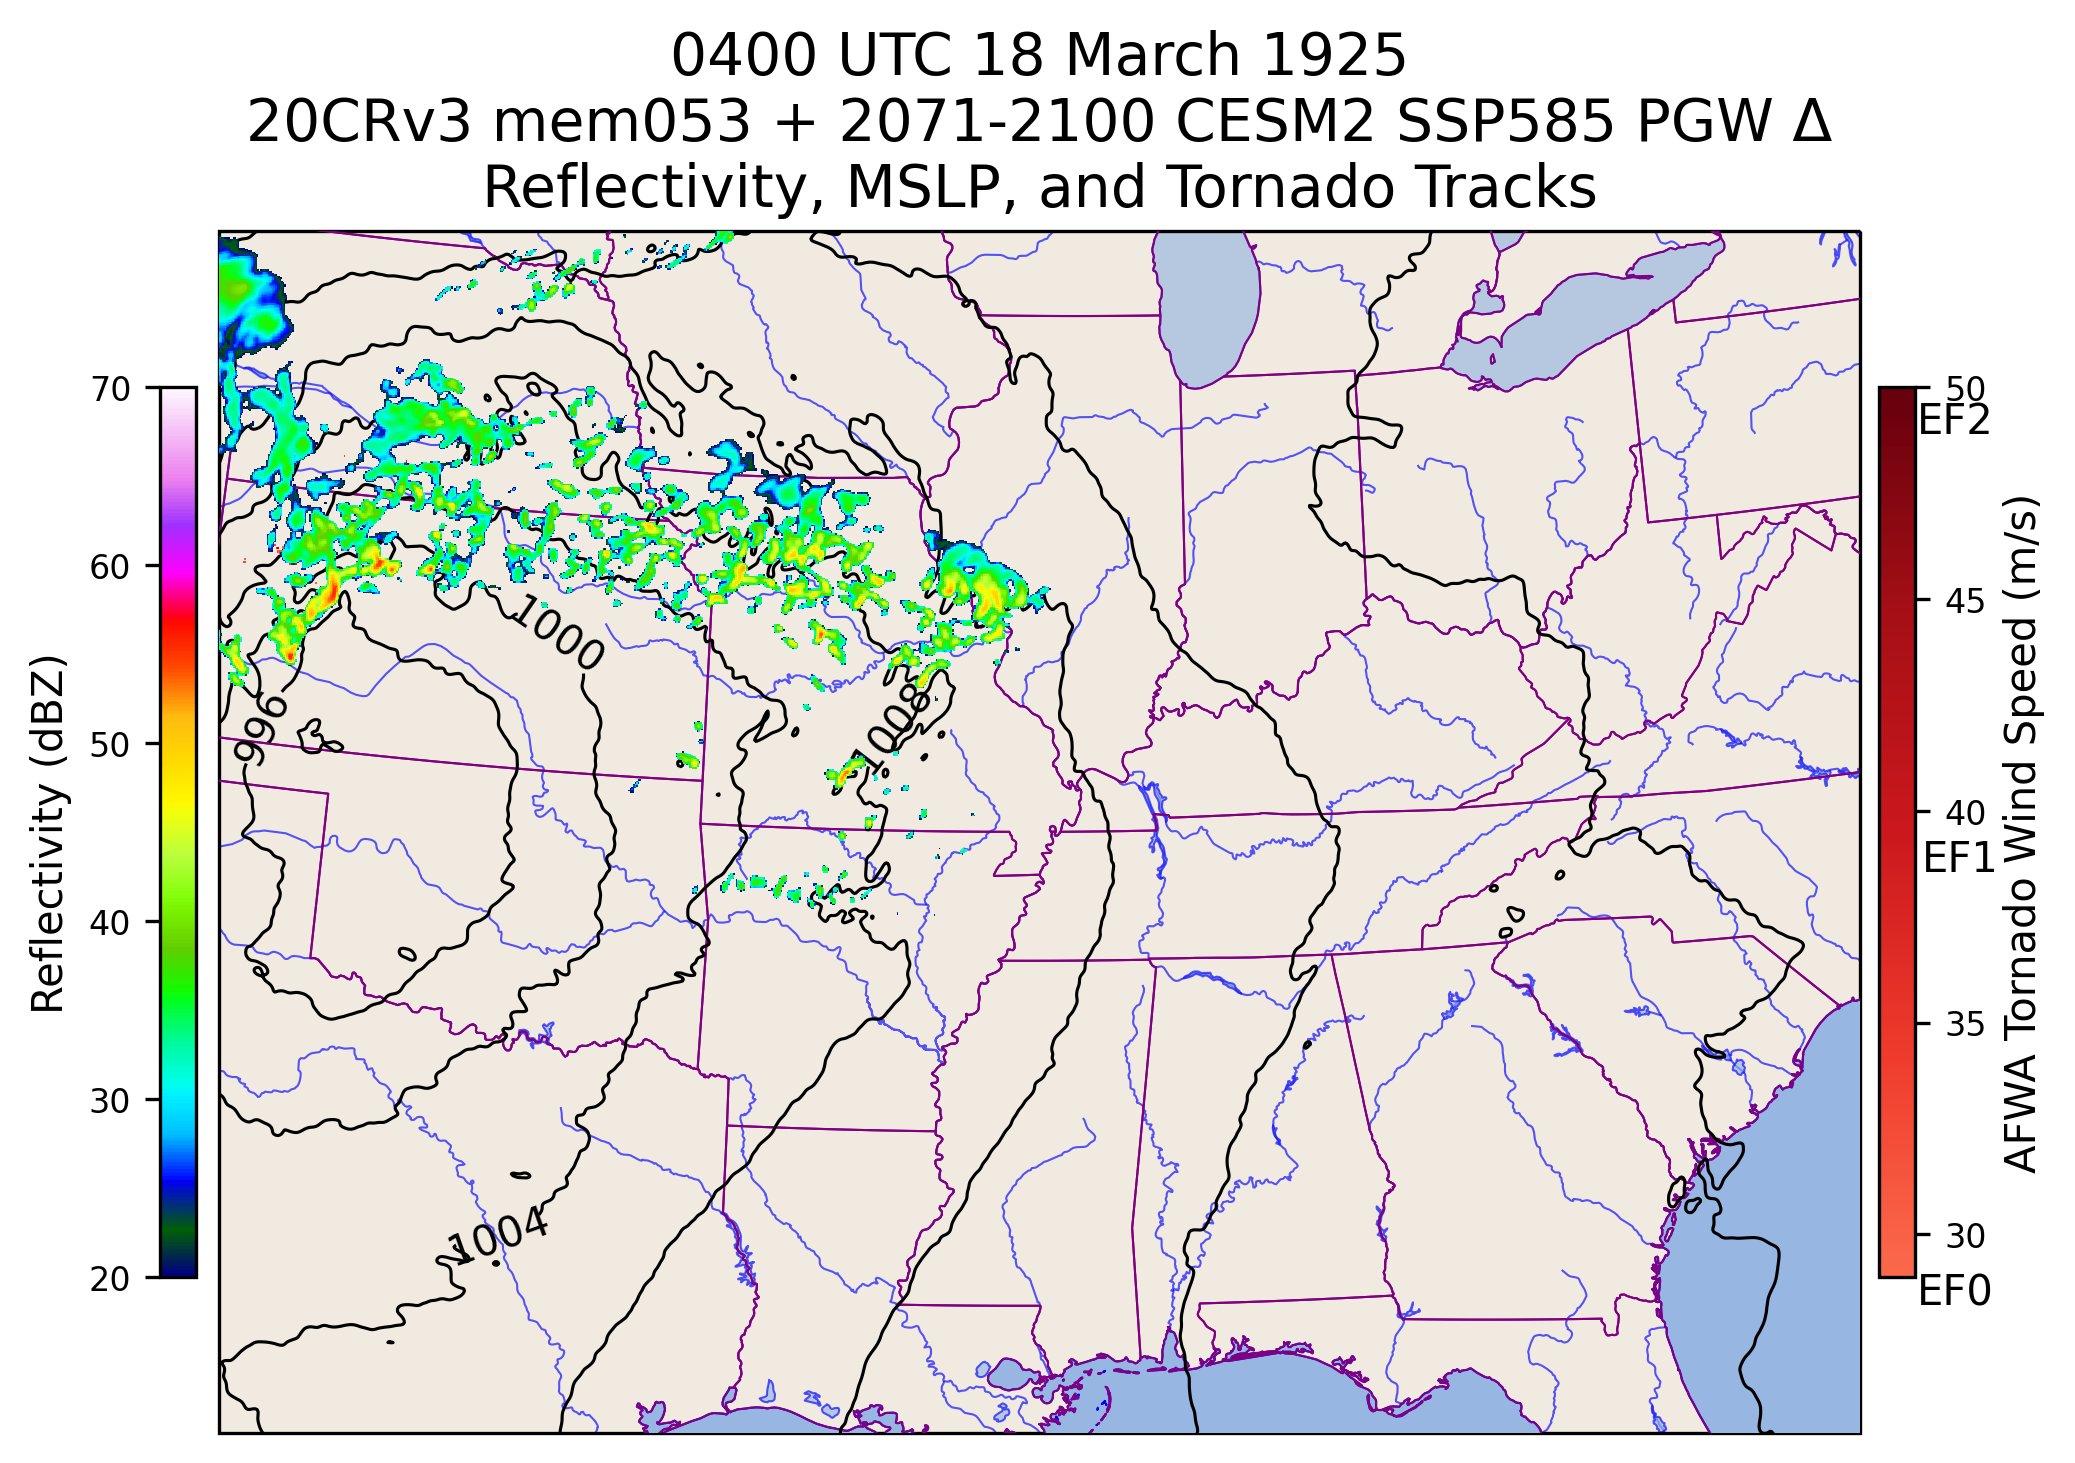 0400 UTC 18 March 1925
20CRv3 mem053 + 2071-2100 CESM2 SSP585 PGW Δ
Reflectivity, MSLP, and Tornado Tracks
Reflectivity (dBZ)
70
60
50
40
30
20
1000
996
1008
1004
50
EF2
45
40
EF1
35
30
EF0
AFWA Tornado Wind Speed (m/s)